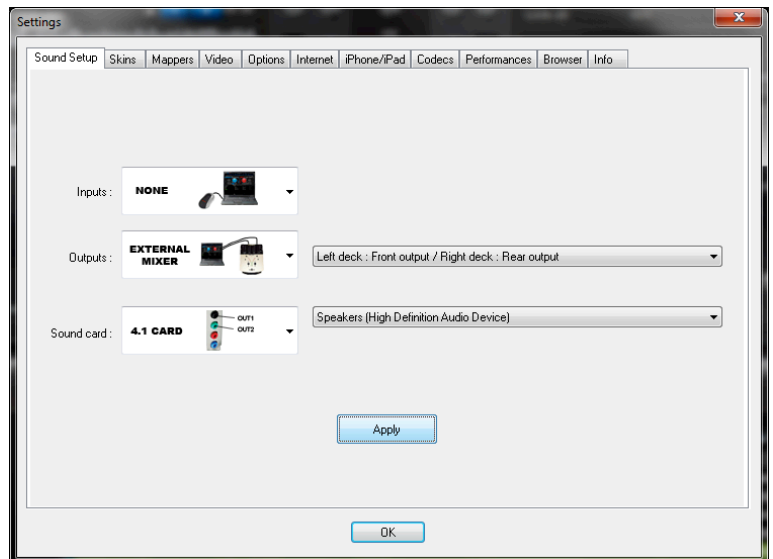 Settings
Sound Setup Skins Mappers Video Options Internet iPhone/iPad Codecs Performances Browser Info
Inputs :
NONE
Outputs :
EXTERNAL
MIXER
Left deck : Front output / Right deck : Rear output
Sound card :
4.1 CARD
OUT1
OUT2
Speakers (High Definition Audio Device)
Apply
OK